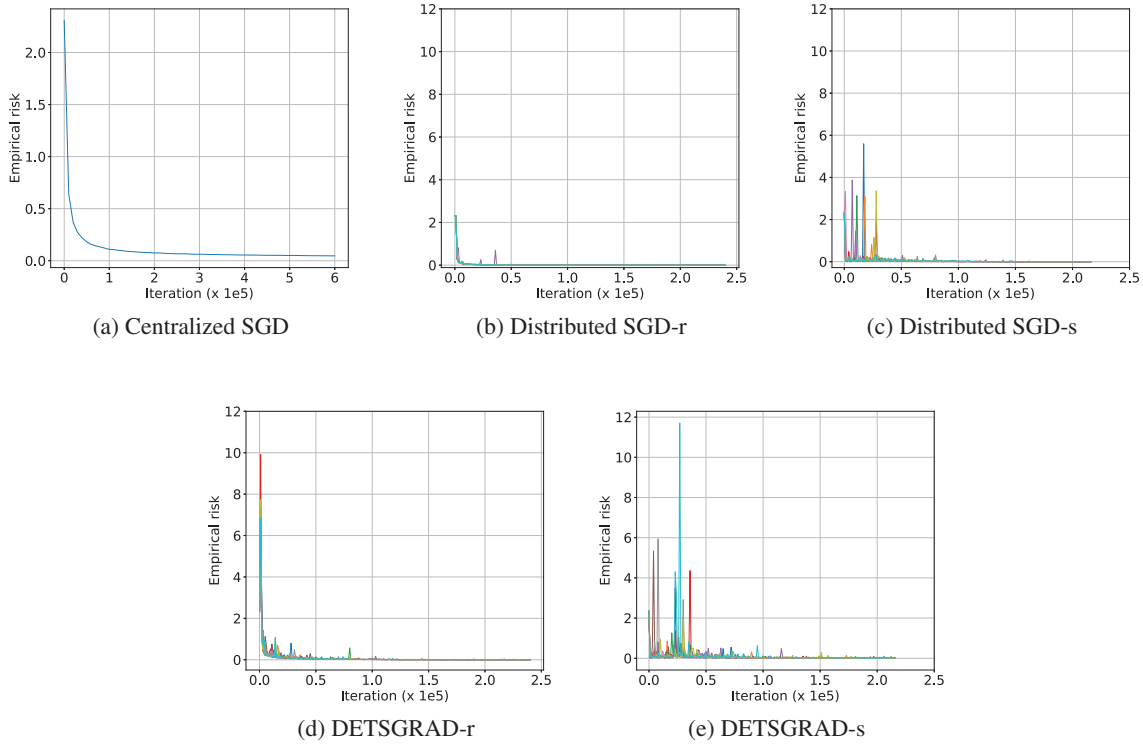 2.0
1.5
1.0
0.5
0.0
Empirical risk
0 1 2 3 4 5 6
Iteration (x 1e5)
(a) Centralized SGD
12
10
8
6
4
2
0
Empirical risk
0.0 0.5 1.0 1.5 2.0 2.5
Iteration (x 1e5)
(b) Distributed SGD-r
12
10
8
6
4
2
0
Empirical risk
0.0 0.5 1.0 1.5 2.0 2.5
Iteration (x 1e5)
(c) Distributed SGD-s
12
10
8
6
4
2
0
Empirical risk
0.0 0.5 1.0 1.5 2.0 2.5
Iteration (x 1e5)
(d) DETSGRAD-r
12
10
8
6
4
2
0
Empirical risk
0.0 0.5 1.0 1.5 2.0 2.5
Iteration (x 1e5)
(e) DETSGRAD-s